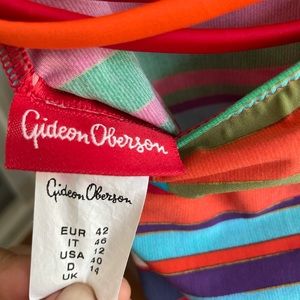 Gideon Oberson
Gideon Oberson
EUR 42
IT 46
USA 12
D 40
UK 14